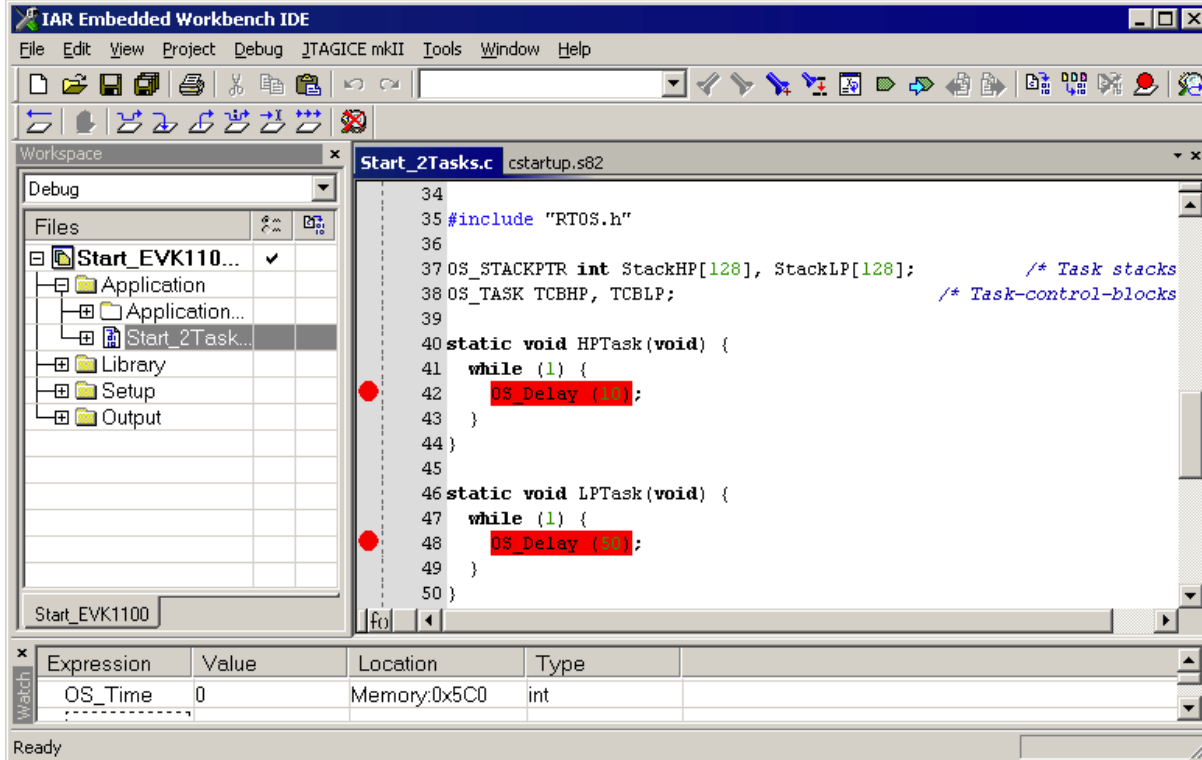 IAR Embedded Workbench IDE
File Edit View Project Debug JTAGICE mkII Tools Window Help
Workspace
Debug
Files
Start_EVK110...
Application
Application...
Start_2Task...
Library
Setup
Output
Start_EVK1100
Start_2Tasks.c cstartup.s82
34
35 #include "RTOS.h"
36
37 OS_STACKPTR int StackHP[128], StackLP[128]; /* Task stacks
38 OS_TASK TCBHP, TCBLP; /* Task-control-blocks
39
40 static void HPTask(void) {
41 while (1) {
42 OS_Delay (10);
43 }
44 }
45
46 static void LPTask(void) {
47 while (1) {
48 OS_Delay (50);
49 }
50 }
Watch
Expression Value Location Type
OS_Time 0 Memory:0x5C0 int
Ready